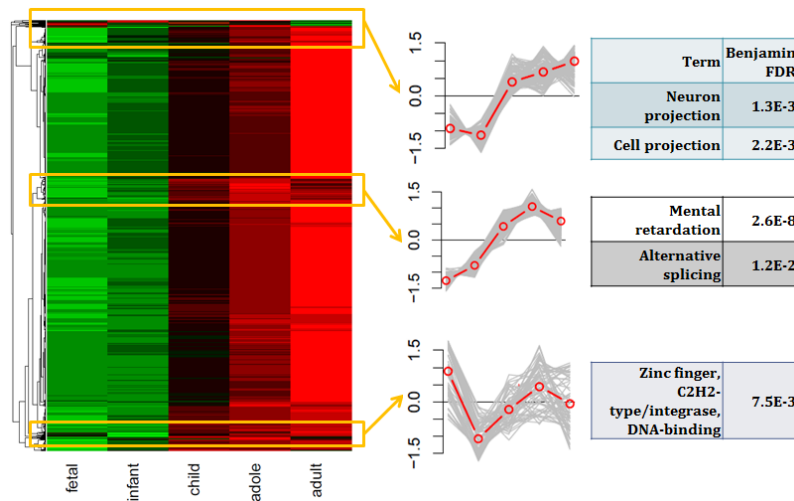 fetal
infant
child
adole
adult
1.5
0.0
−1.5
1.5
0.0
−1.5
1.5
0.0
−1.5
Term
Benjamin
FDR
Neuron
projection
1.3E-3
Cell projection
2.2E-3
Mental
retardation
2.6E-8
Alternative
splicing
1.2E-2
Zinc finger,
C2H2-
type/integrase,
DNA-binding
7.5E-3